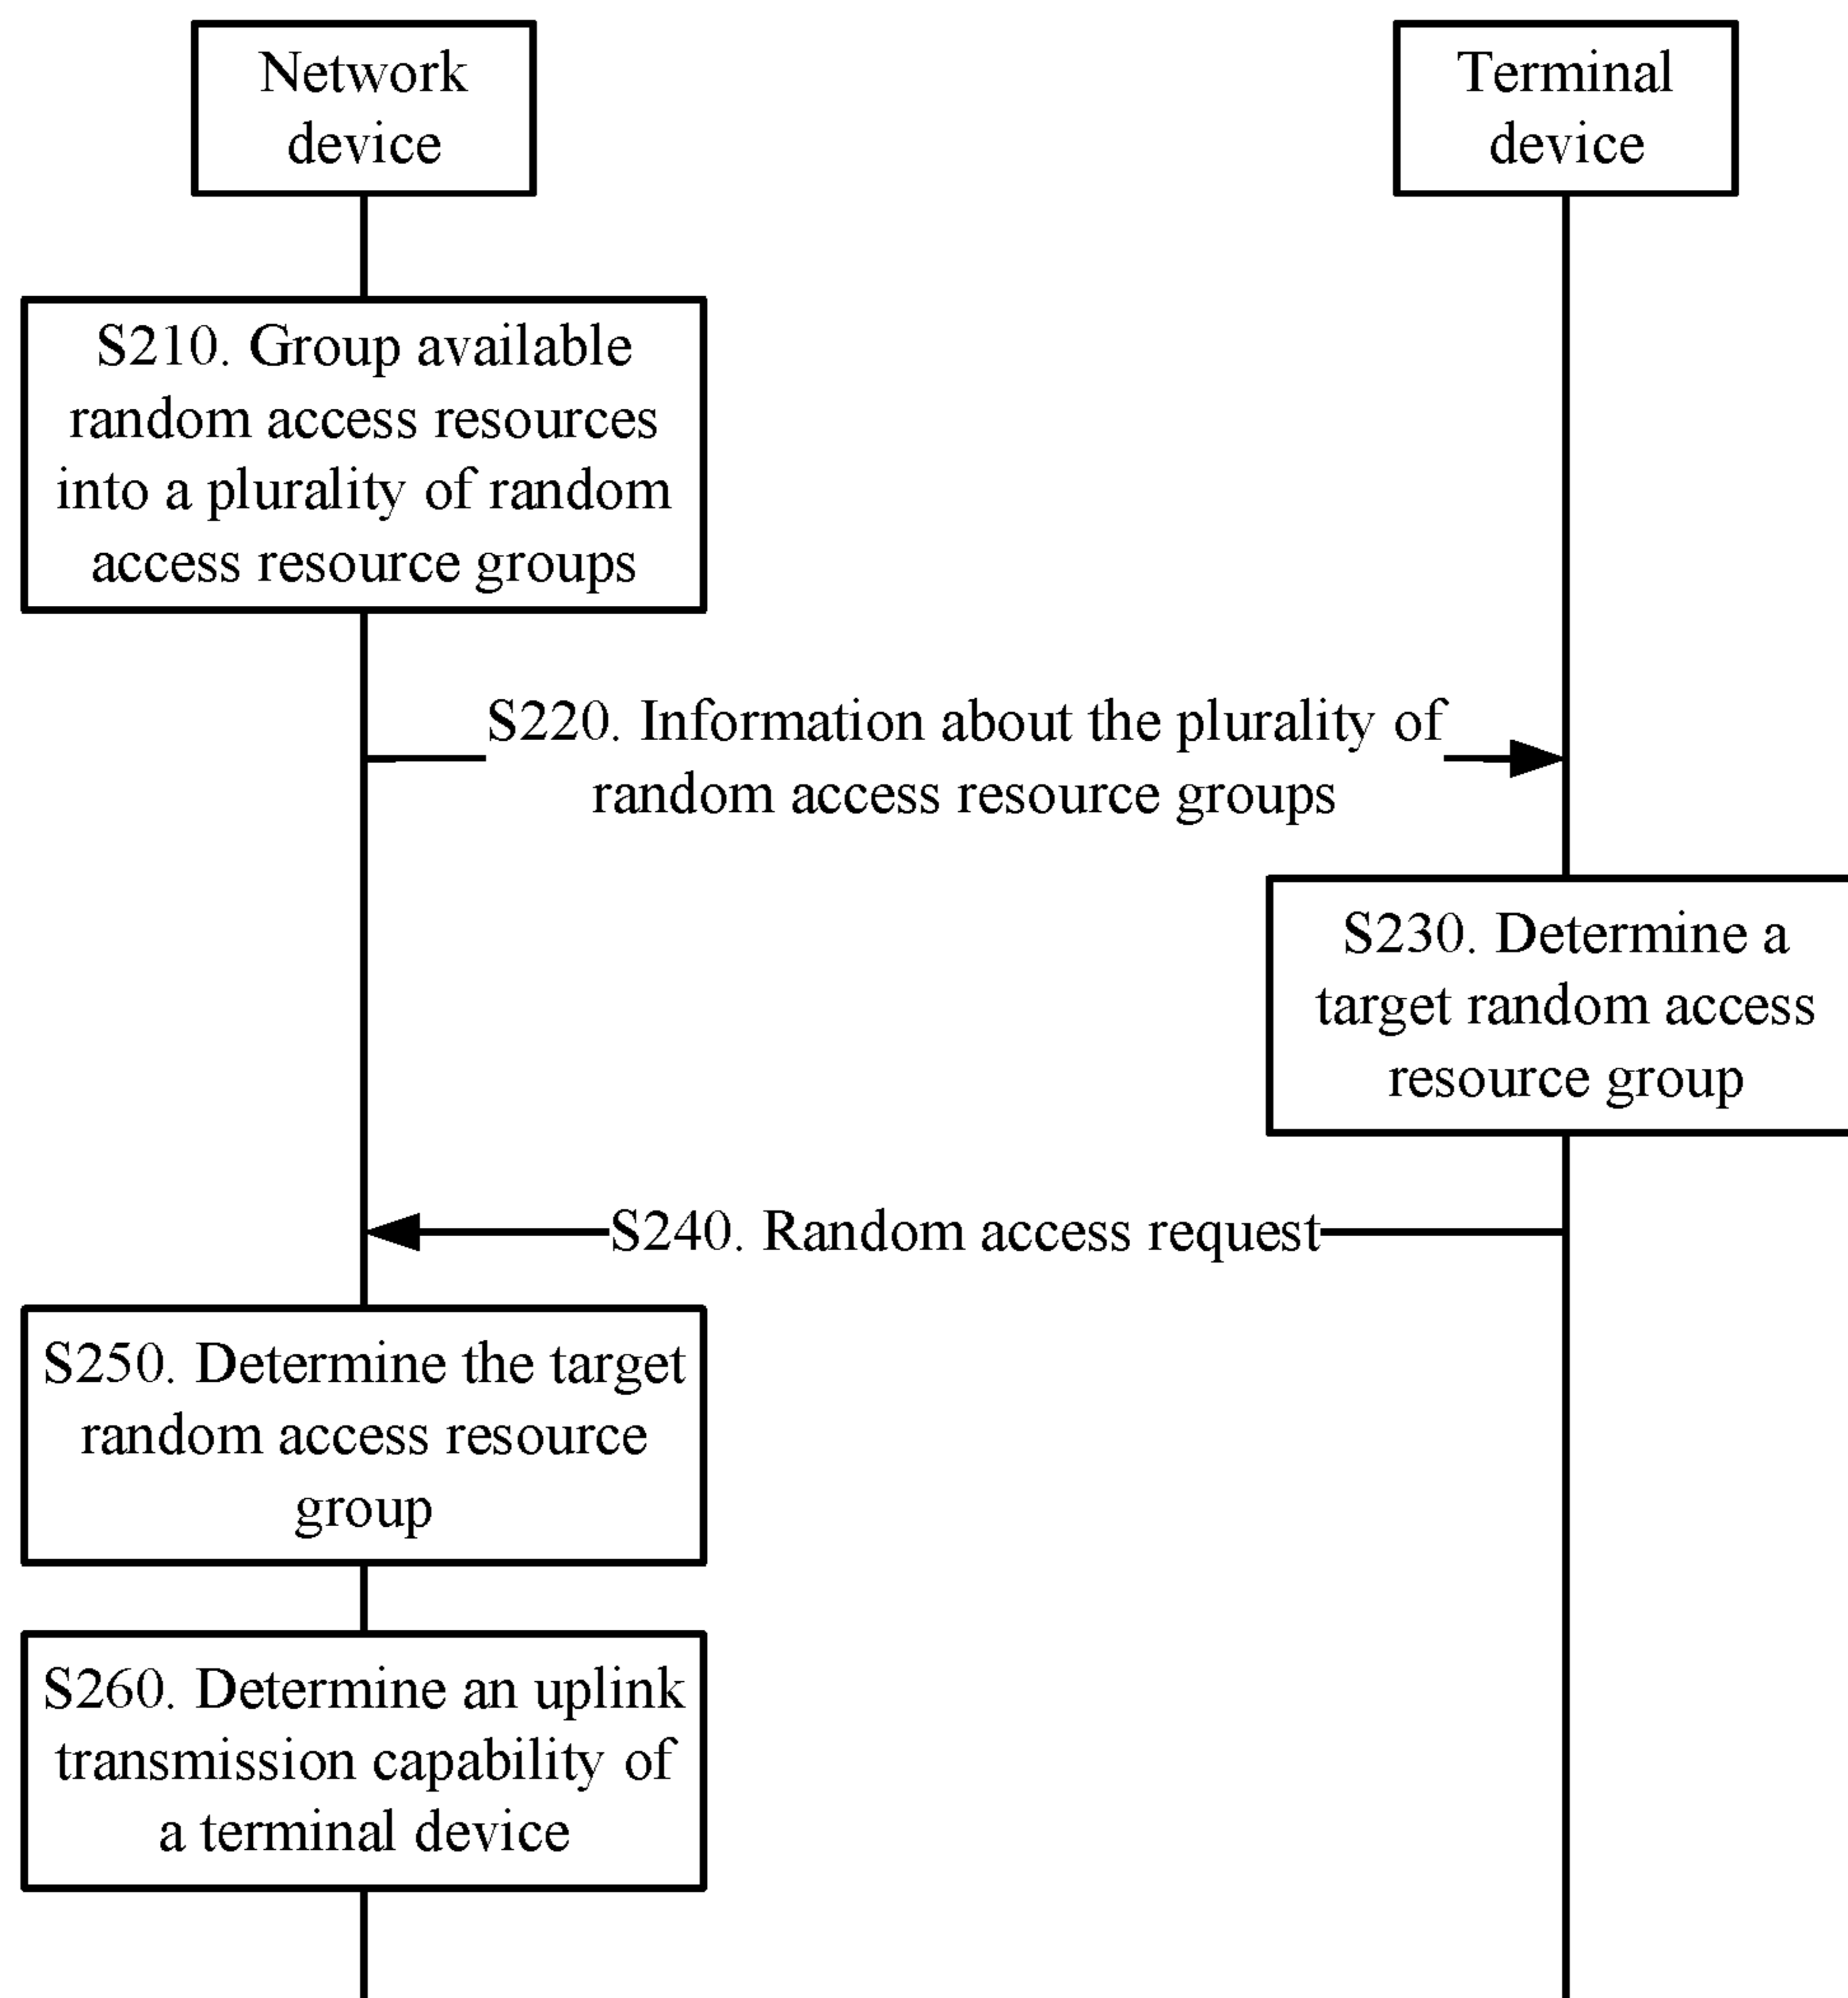 Network
device
Terminal
device
S210. Group available
random access resources
into a plurality of random
access resource groups
S220. Information about the plurality of
random access resource groups
S230. Determine a
target random access
resource group
S240. Random access request
S250. Determine the target
random access resource
group
S260. Determine an uplink
transmission capability of
a terminal device